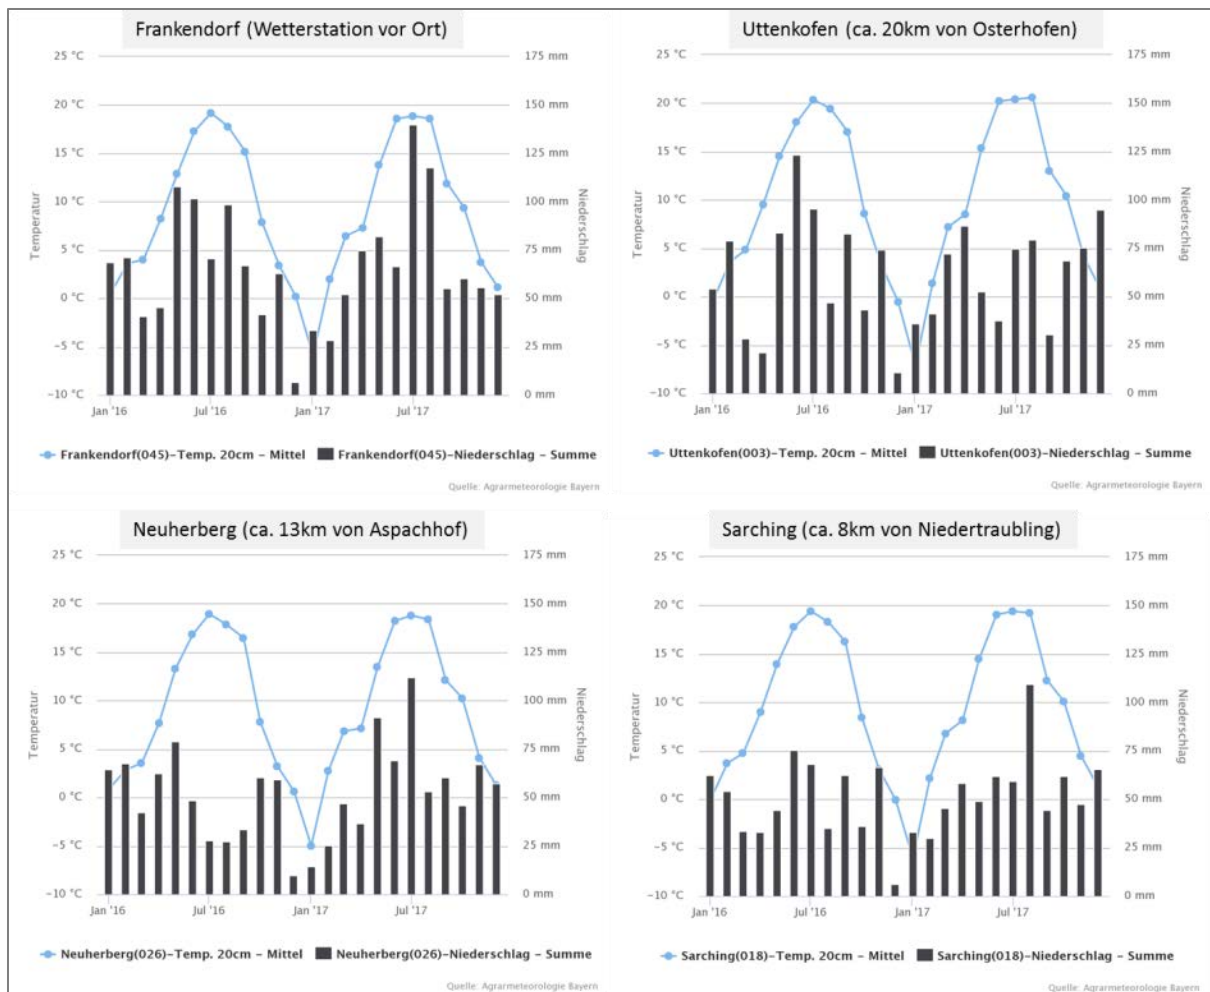 Frankendorf (Wetterstation vor Ort)
25 °C
20 °C
15 °C
10 °C
5 °C
0 °C
−5 °C
−10 °C
Temperatur
175 mm
150 mm
125 mm
100 mm
75 mm
50 mm
25 mm
0 mm
Niederschlag
Jan '16 Jul '16 Jan '17 Jul '17
Frankendorf(045)–Temp. 20cm – Mittel Frankendorf(045)–Niederschlag – Summe
Quelle: Agrarmeteorologie Bayern
Uttenkofen (ca. 20km von Osterhofen)
25 °C
20 °C
15 °C
10 °C
5 °C
0 °C
−5 °C
−10 °C
Temperatur
175 mm
150 mm
125 mm
100 mm
75 mm
50 mm
25 mm
0 mm
Niederschlag
Jan '16 Jul '16 Jan '17 Jul '17
Uttenkofen(003)–Temp. 20cm – Mittel Uttenkofen(003)–Niederschlag – Summe
Quelle: Agrarmeteorologie Bayern
Neuherberg (ca. 13km von Aspachhof)
25 °C
20 °C
15 °C
10 °C
5 °C
0 °C
−5 °C
−10 °C
Temperatur
175 mm
150 mm
125 mm
100 mm
75 mm
50 mm
25 mm
0 mm
Niederschlag
Jan '16 Jul '16 Jan '17 Jul '17
Neuherberg(026)–Temp. 20cm – Mittel Neuherberg(026)–Niederschlag – Summe
Quelle: Agrarmeteorologie Bayern
Sarching (ca. 8km von Niedertraubling)
25 °C
20 °C
15 °C
10 °C
5 °C
0 °C
−5 °C
−10 °C
Temperatur
175 mm
150 mm
125 mm
100 mm
75 mm
50 mm
25 mm
0 mm
Niederschlag
Jan '16 Jul '16 Jan '17 Jul '17
Sarching(018)–Temp. 20cm – Mittel Sarching(018)–Niederschlag – Summe
Quelle: Agrarmeteorologie Bayern